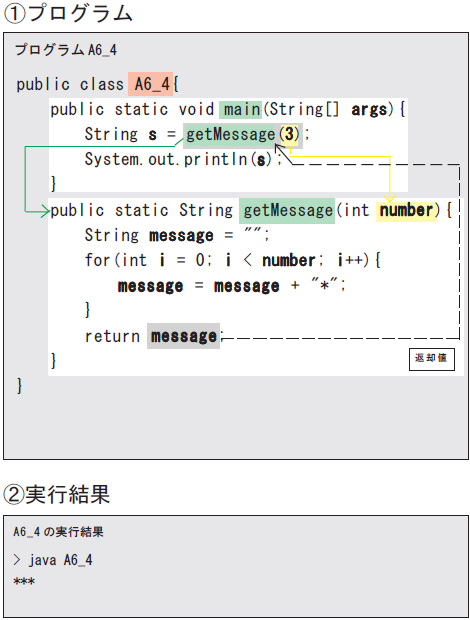 ①プログラム
プログラム A6_4
public class A6_4{
public static void main(String[] args){
String s = getMessage(3);
System.out.println(s);
}
public static String getMessage(int number){
String message = "";
for(int i = 0; i < number; i++){
message = message + "*";
}
return message;
返却値
}
}
②実行結果
A6_4 の実行結果
> java A6_4
***